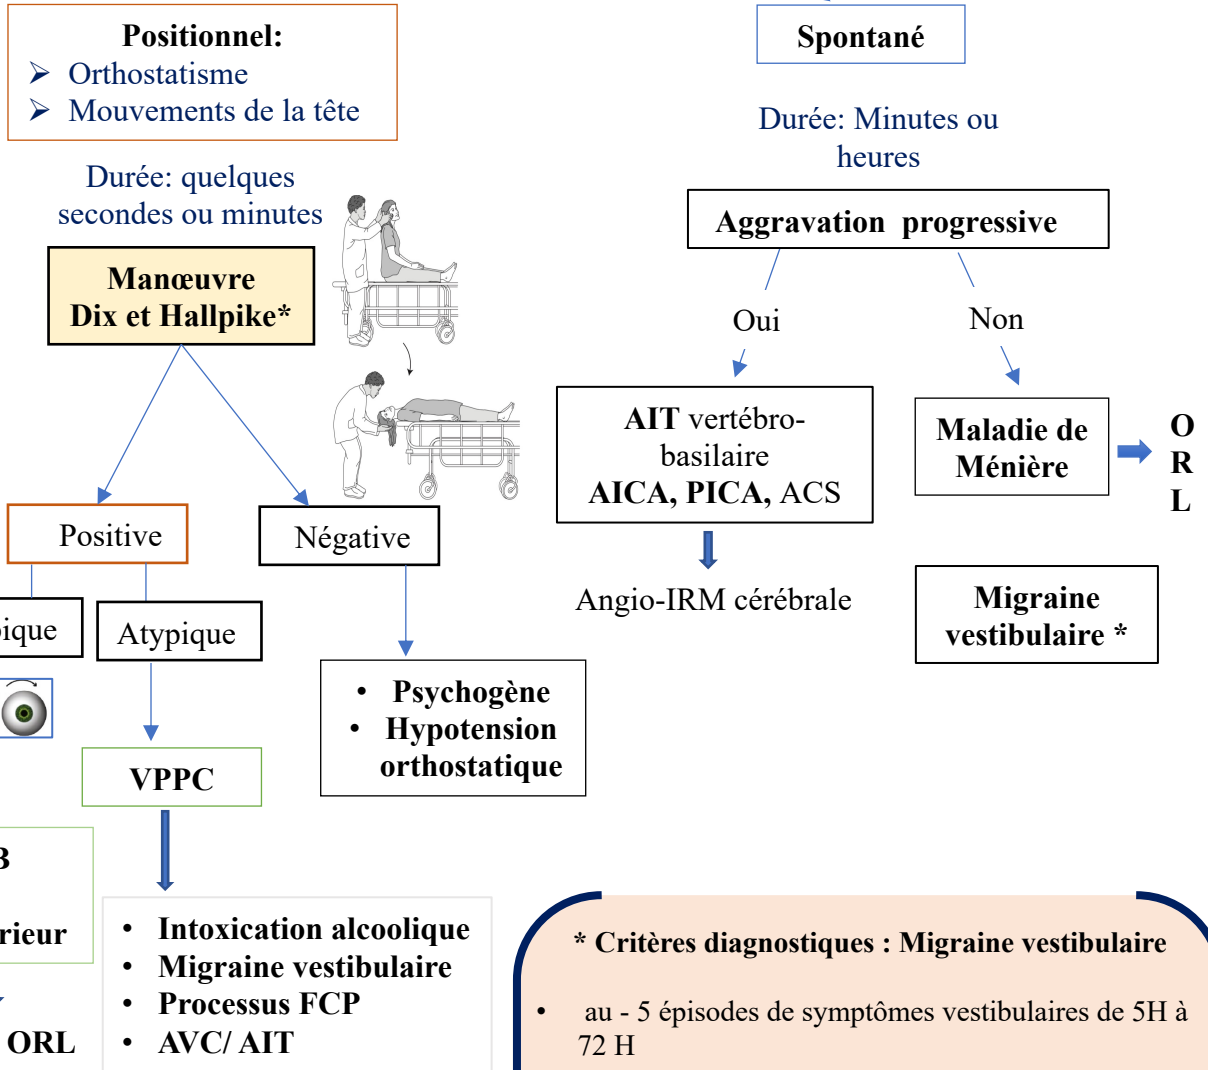 Positionnel:
➢ Orthostatisme
➢ Mouvements de la tête
Durée: quelques
secondes ou minutes
Manœuvre
Dix et Hallpike*
Positive
Négative
pique
Atypique
• Psychogène
• Hypotension
orthostatique
VPPC
B
rieur
ORL
• Intoxication alcoolique
• Migraine vestibulaire
• Processus FCP
• AVC/ AIT
Spontané
Durée: Minutes ou
heures
Aggravation progressive
Oui
Non
AIT vertébro-
basilaire
AICA, PICA, ACS
Angio-IRM cérébrale
Maladie de
Ménière
O
R
L
Migraine
vestibulaire *
* Critères diagnostiques : Migraine vestibulaire
• au - 5 épisodes de symptômes vestibulaires de 5H à
72 H